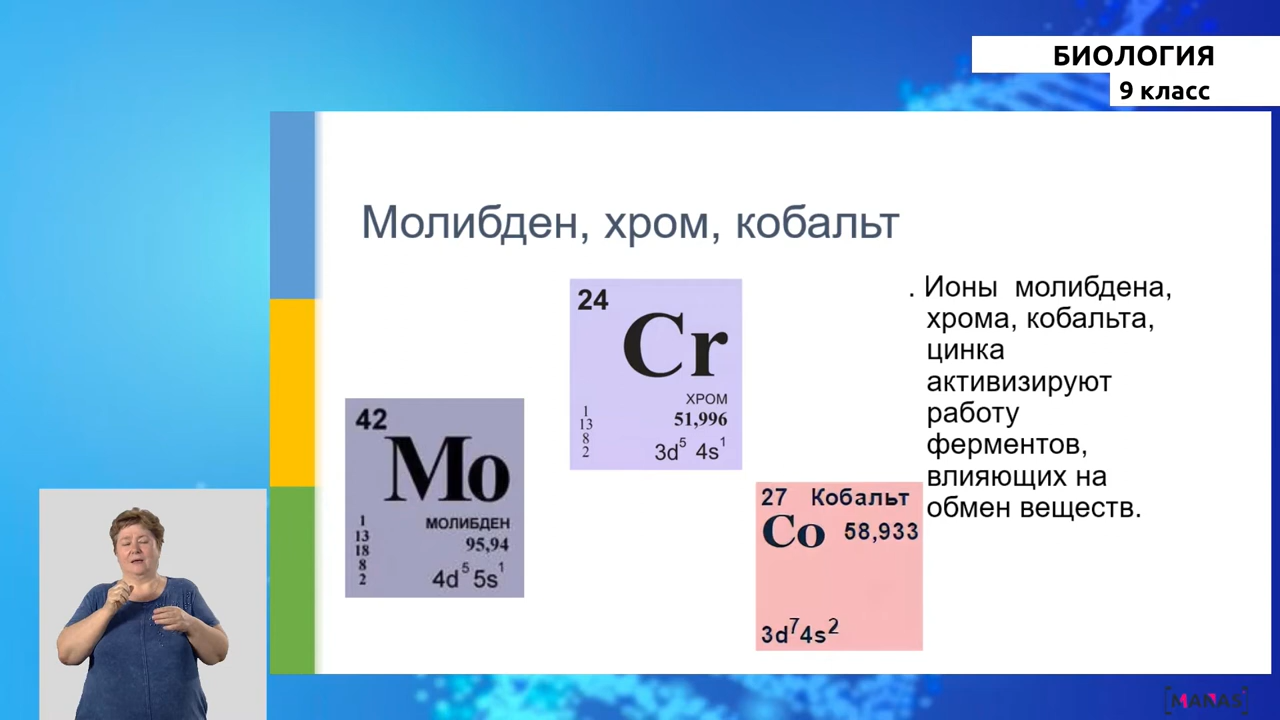 БИОЛОГИЯ
9 класс
Молибден, хром, кобальт
. Ионы молибдена,
хрома, кобальта,
цинка
активизируют
работу
ферментов,
влияющих на
обмен веществ.
24
Cr
ХРОМ
1
51,996
13
8
3d⁵ 4s¹
2
42
Mo
1
МОЛИБДЕН
13
95,94
18
8
4d⁵ 5s¹
2
27 Кобальт
Co 58,933
3d⁷4s²
MANAS